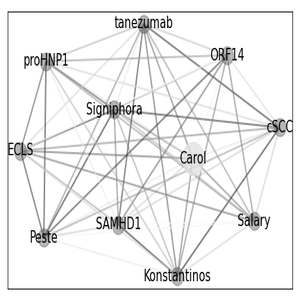 tanezumab
proHNP1
ORF14
Signiphora
cSCC
ECLS
Carol
SAMHD1
Salary
Peste
Konstantinos